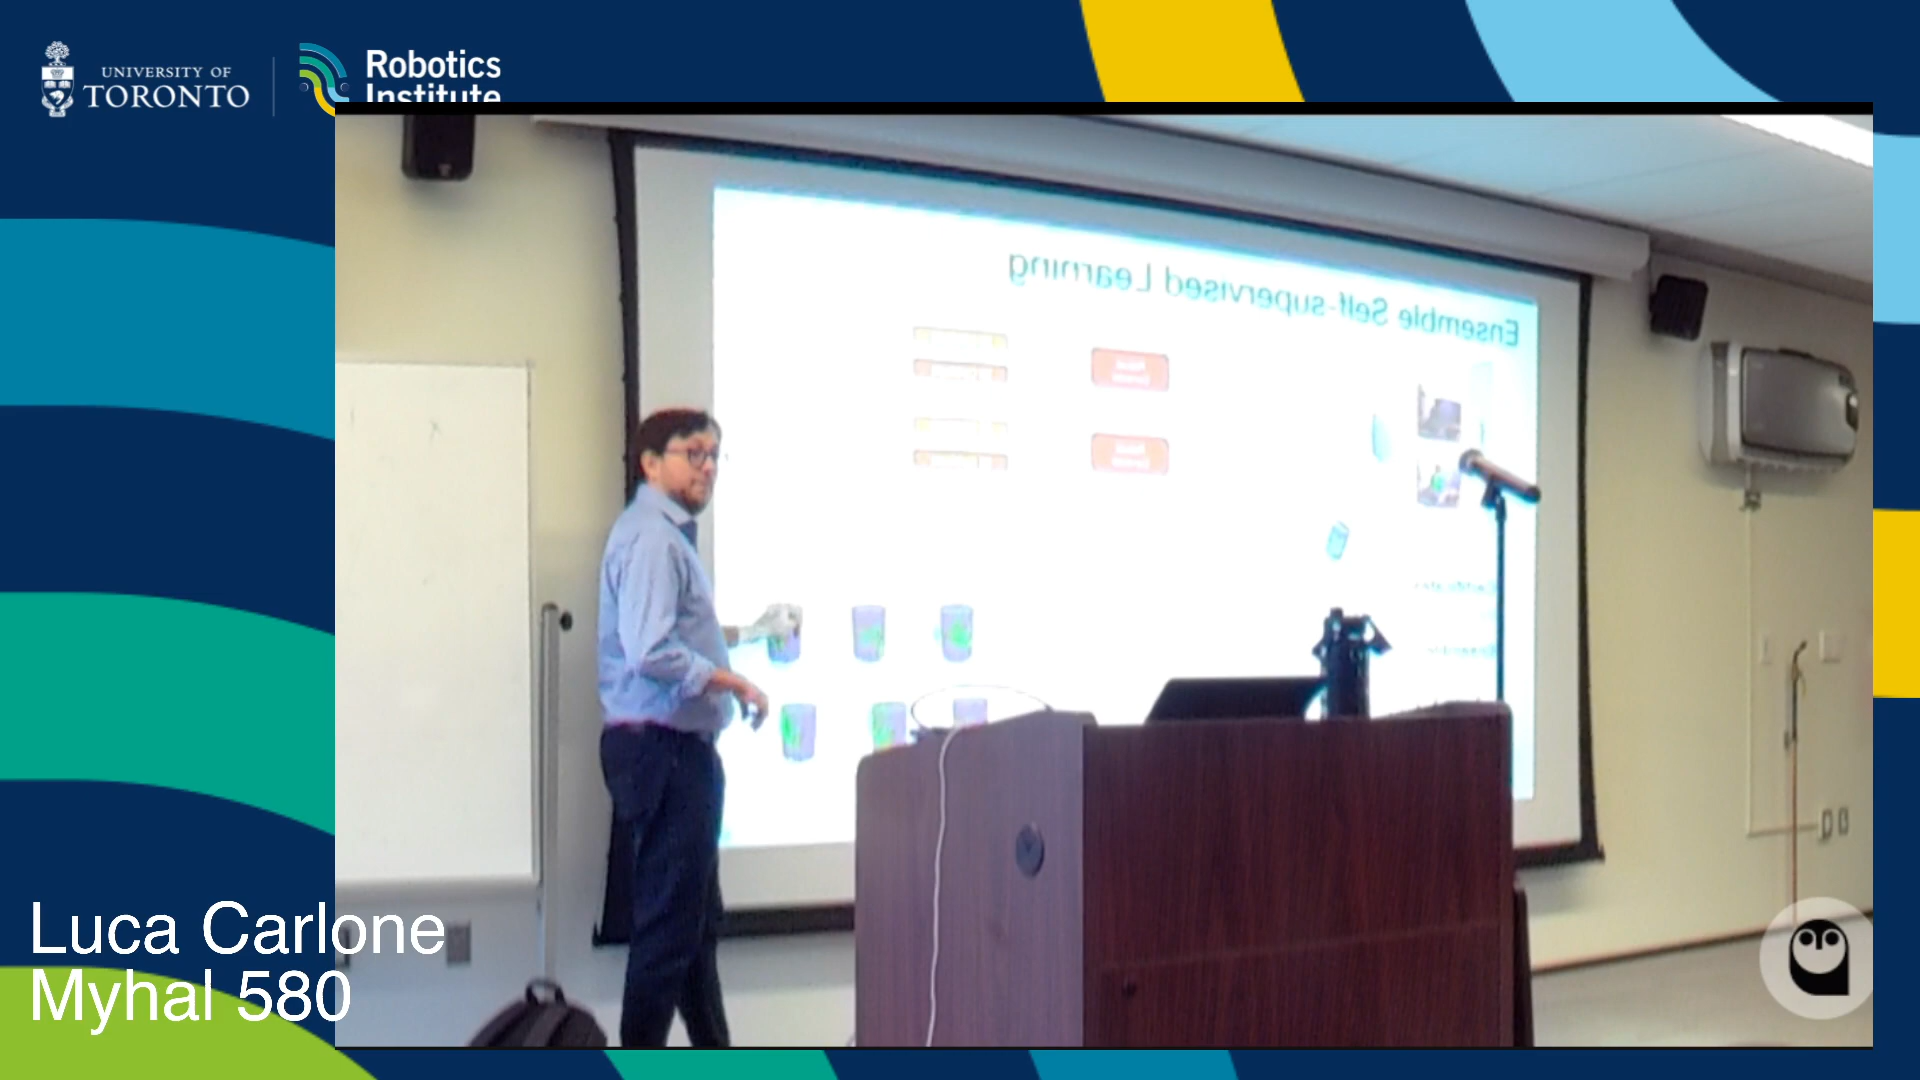 UNIVERSITY OF
TORONTO
Robotics
Institute
Ensemble Self-supervised Learning
Luca Carlone
Myhal 580